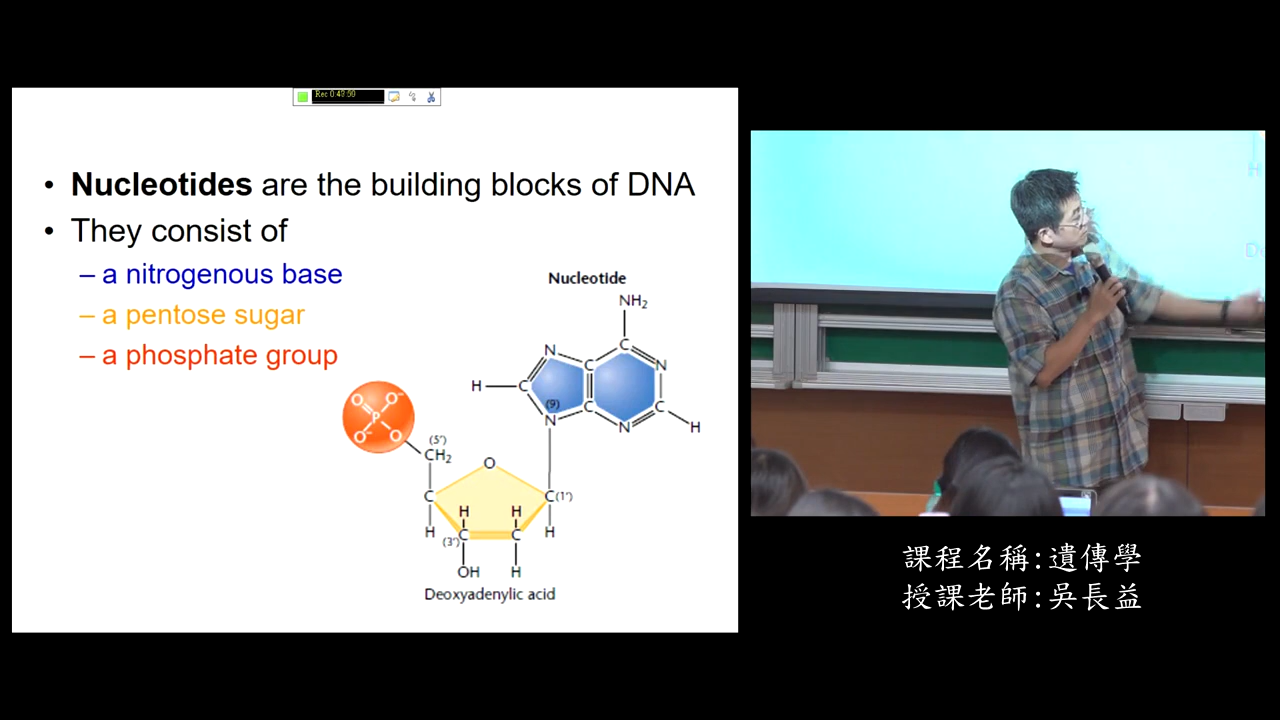 Rec 0:48:50
• Nucleotides are the building blocks of DNA
• They consist of
– a nitrogenous base
– a pentose sugar
– a phosphate group
Nucleotide
NH₂
N C N
C
H C
(9) C C
N N H
O O⁻
P
O⁻ O
(5′)
CH₂
O
C C (1′)
H H H H
(3′) C C
OH H
Deoxyadenylic acid
課程名稱:遺傳學
授課老師:吳長益